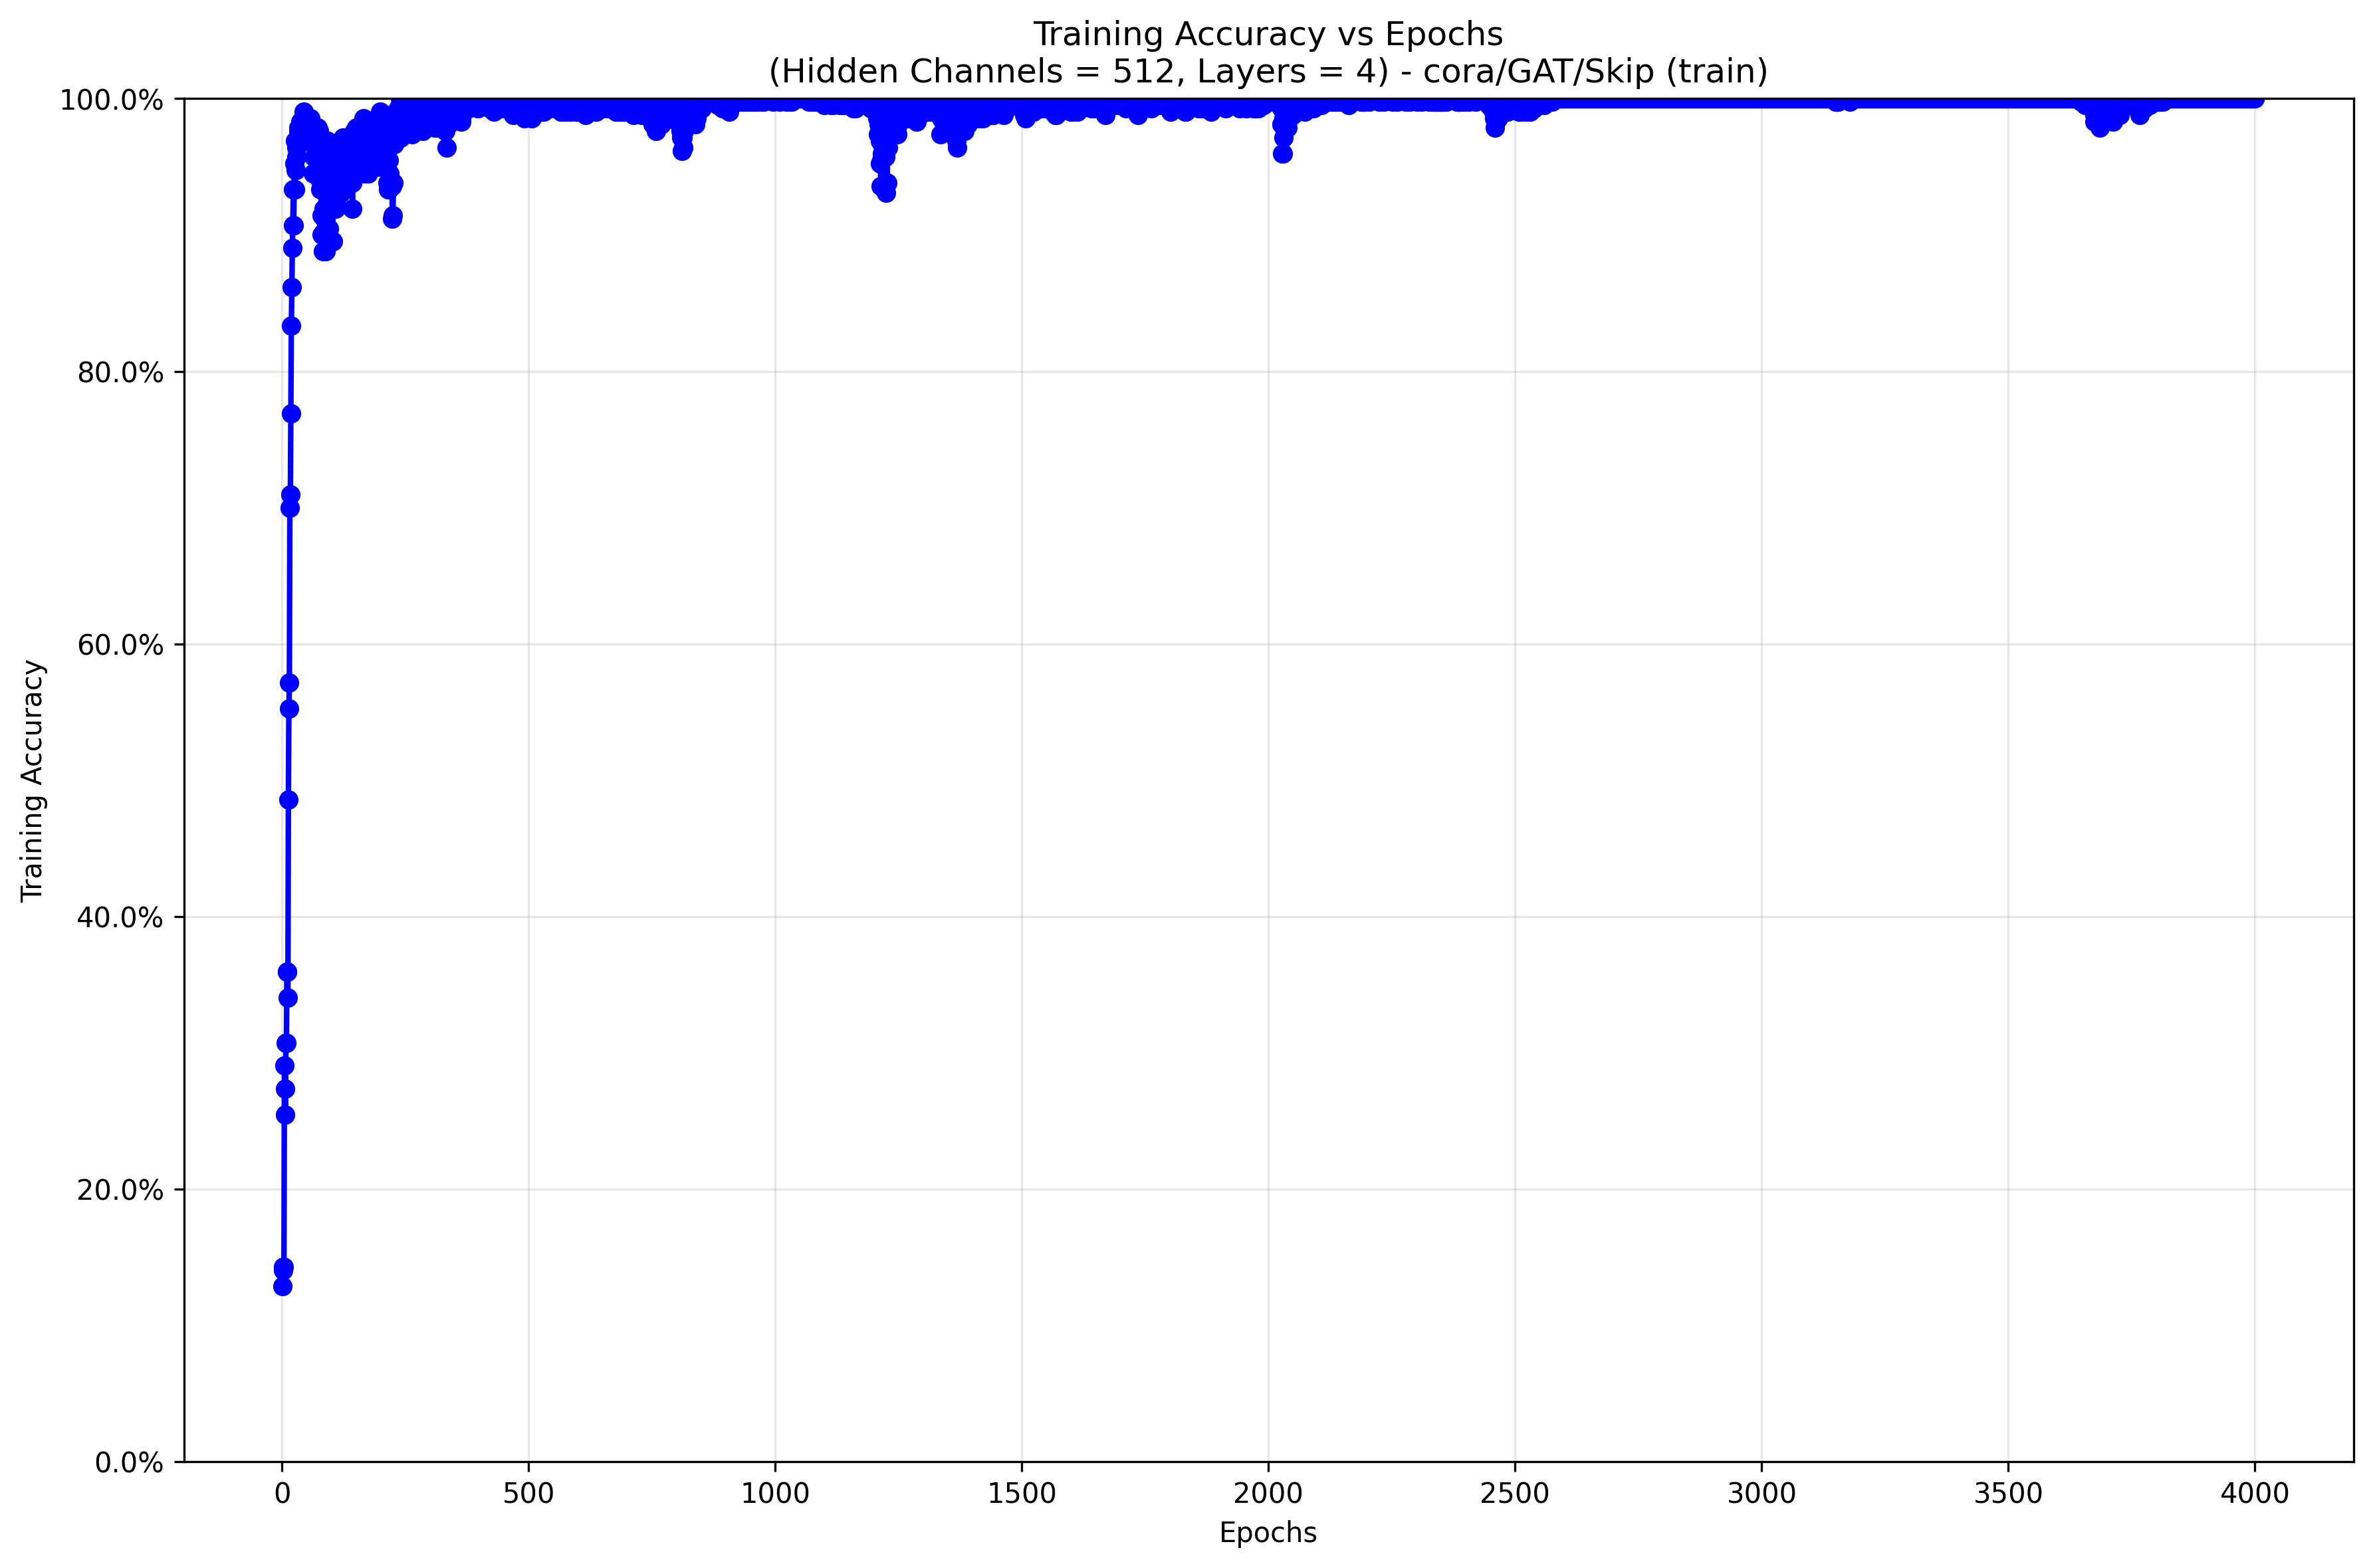 Training Accuracy vs Epochs
(Hidden Channels = 512, Layers = 4) - cora/GAT/Skip (train)
Training Accuracy
100.0%
80.0%
60.0%
40.0%
20.0%
0.0%
0 500 1000 1500 2000 2500 3000 3500 4000
Epochs